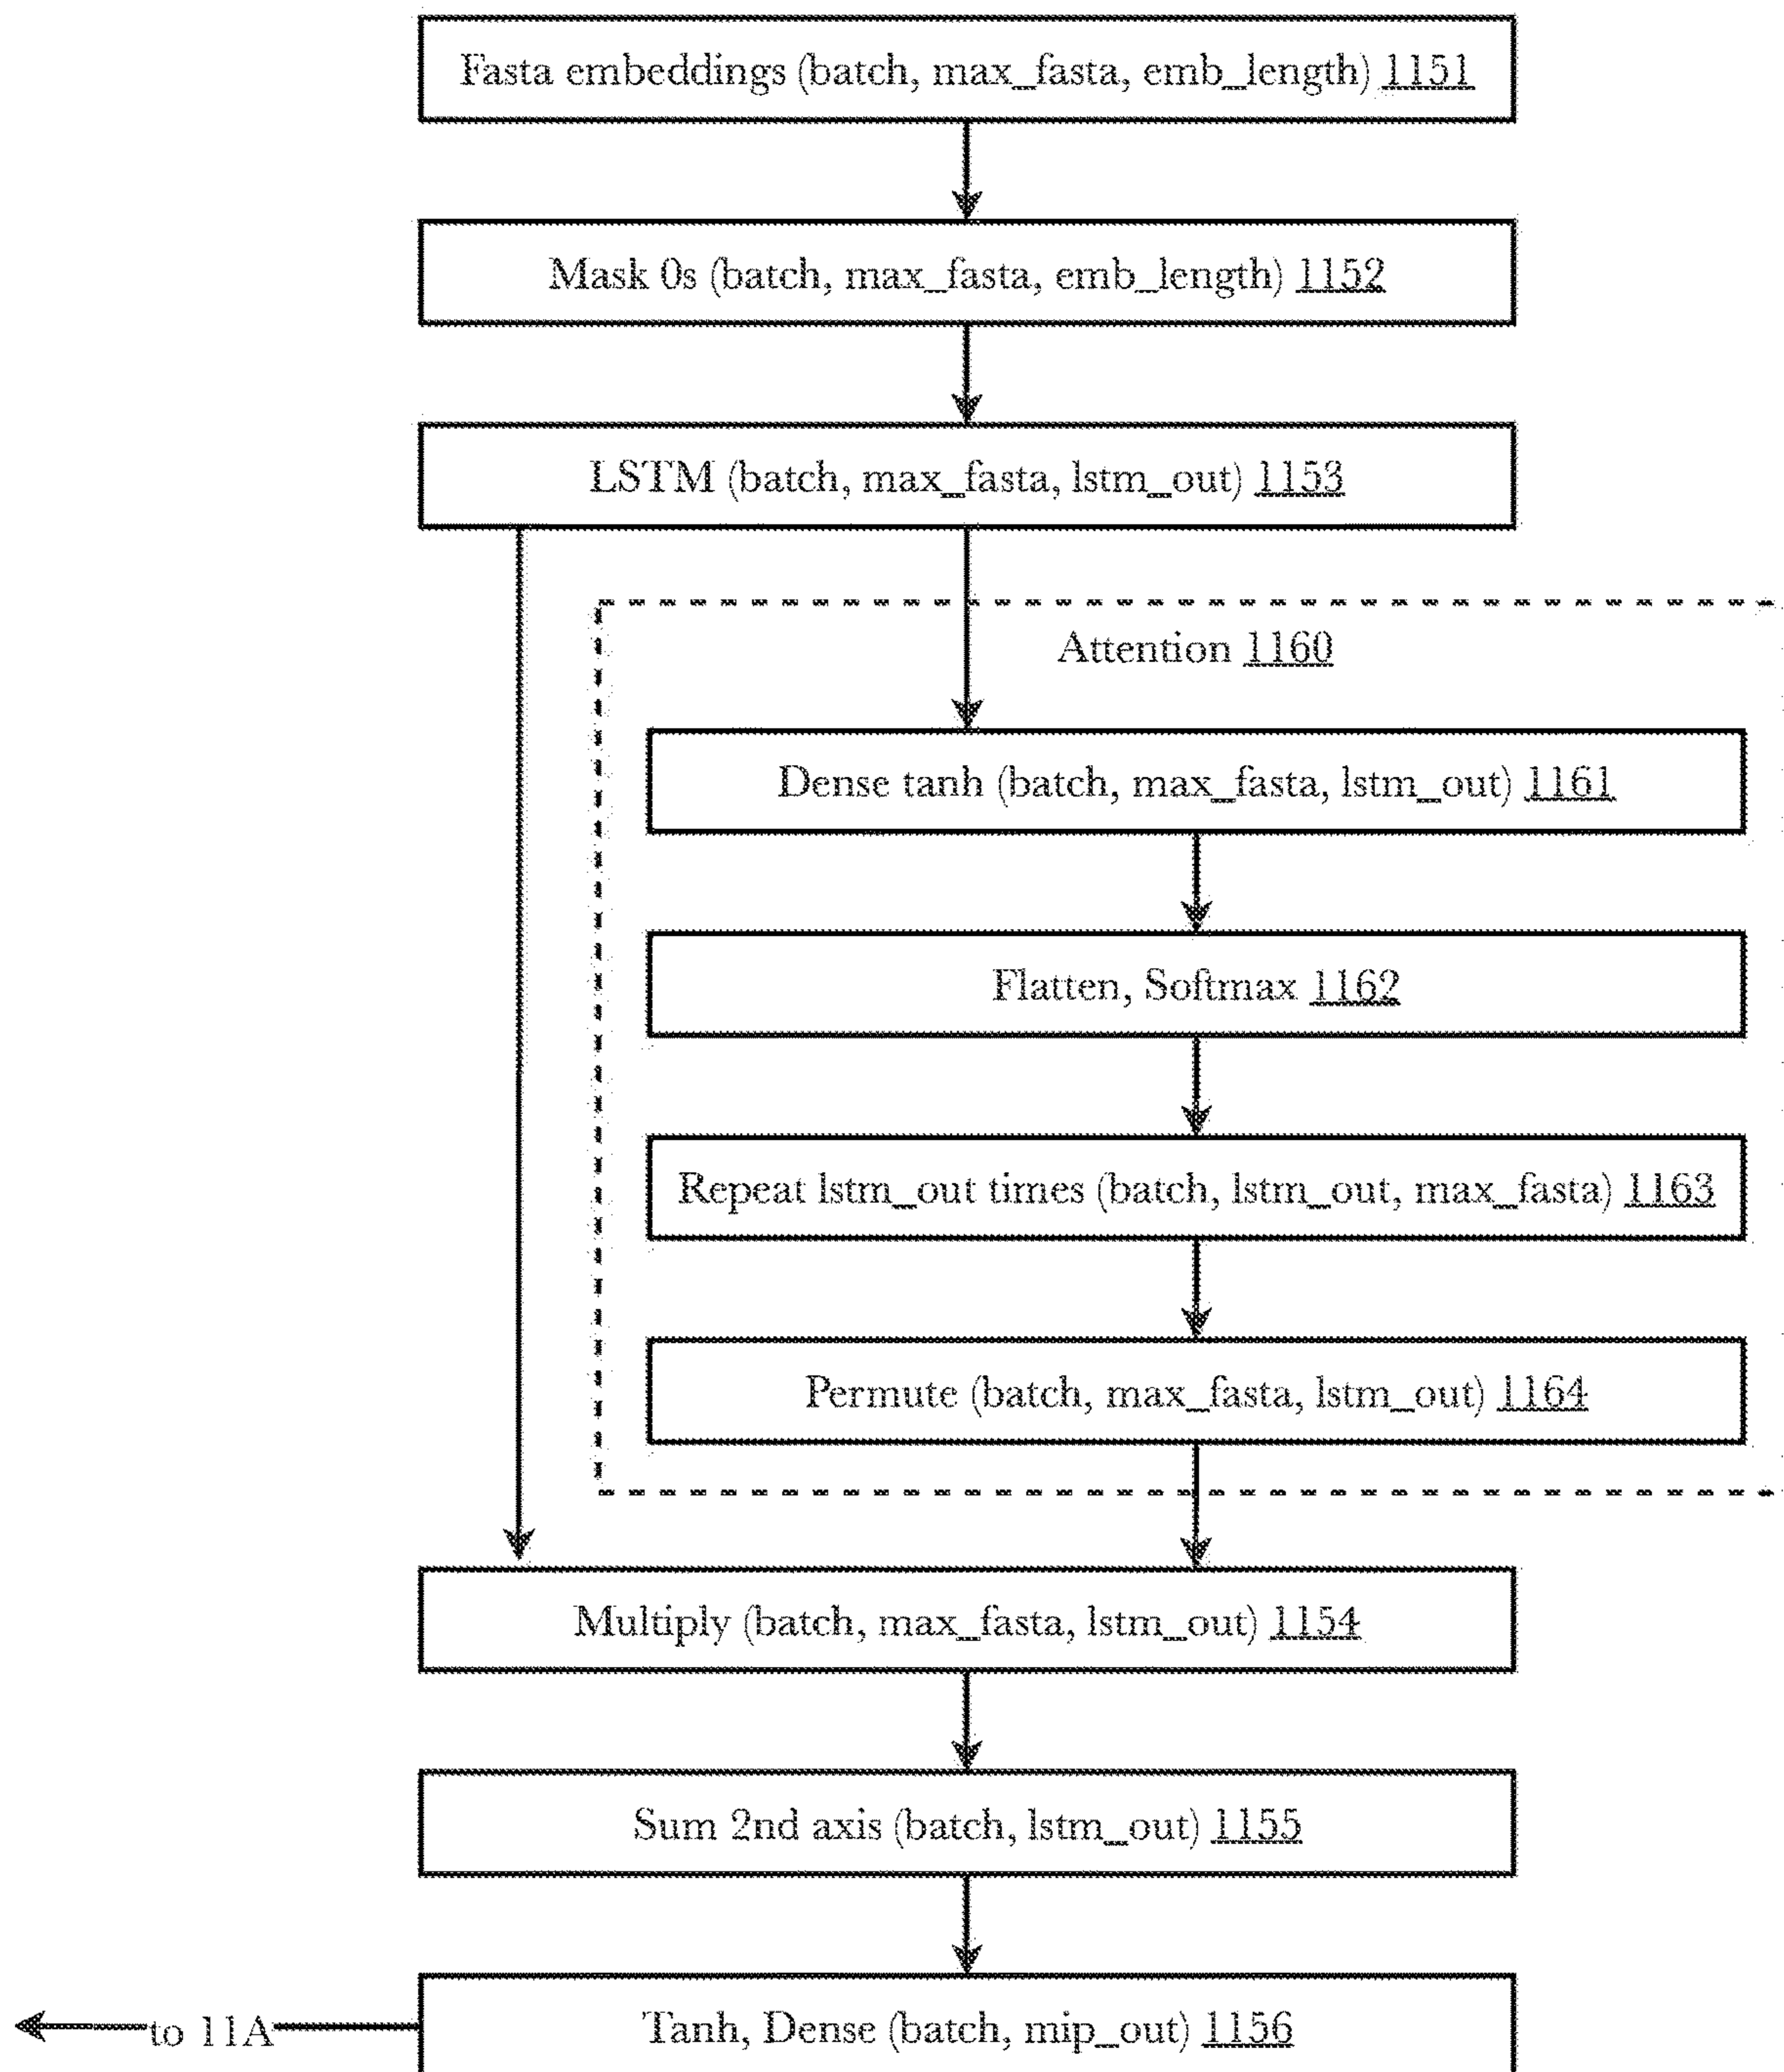 Fasta embeddings (batch, max_fasta, emb_length) 1151
Mask 0s (batch, max_fasta, emb_length) 1152
LSTM (batch, max_fasta, lstm_out) 1153
Attention 1160
Dense tanh (batch, max_fasta, lstm_out) 1161
Flatten, Softmax 1162
Repeat lstm_out times (batch, lstm_out, max_fasta) 1163
Permute (batch, max_fasta, lstm_out) 1164
Multiply (batch, max_fasta, lstm_out) 1154
Sum 2nd axis (batch, lstm_out) 1155
to 11A
Tanh, Dense (batch, mip_out) 1156